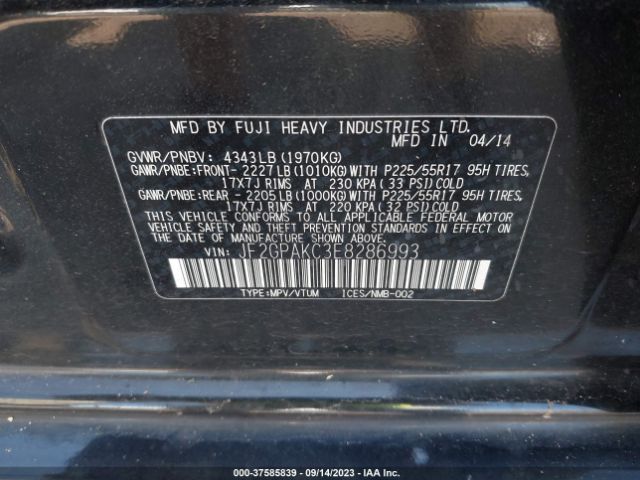 MFD BY FUJI HEAVY INDUSTRIES LTD.
MFD IN 04/14
GVWR/PNBV: 4343LB(1970KG)
GAWR/PNBE:FRONT- 2227LB(1010KG)WITH P225/55R17 95H TIRES,
17X7J RIMS AT 230 KPA(33 PSI)COLD
GAWR/PNBE:REAR - 2205LB(1000KG)WITH P225/55R17 95H TIRES,
17X7J RIMS AT 220 KPA(32 PSI)COLD
THIS VEHICLE CONFORMS TO ALL APPLICABLE FEDERAL MOTOR
VEHICLE SAFETY AND THEFT PREVENTION STANDARDS IN EFFECT
ON THE DATE OF MANUFACTURE SHOWN ABOVE.
VIN: JF2GPAKC3E8286993
TYPE:MPV/VTUM ICES/NMB-002
000-37585839 - 09/14/2023 - IAA Inc.